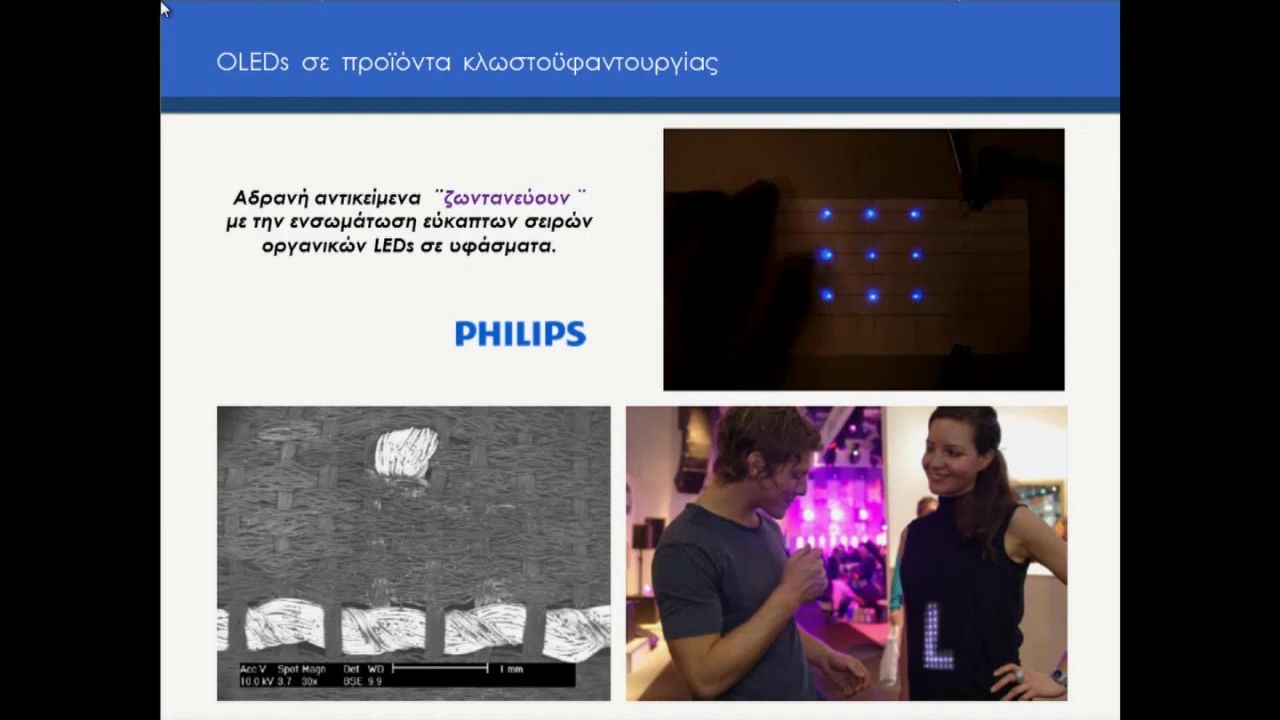 OLEDs σε προϊόντα κλωστοϋφαντουργίας
Αδρανή αντικείμενα ¨ζωντανεύουν ¨
με την ενσωμάτωση εύκαπτων σειρών
οργανικών LEDs σε υφάσματα.
PHILIPS
Acc.V Spot Magn Det WD 1 mm
10.0 kV 3.7 30x BSE 9.9
L